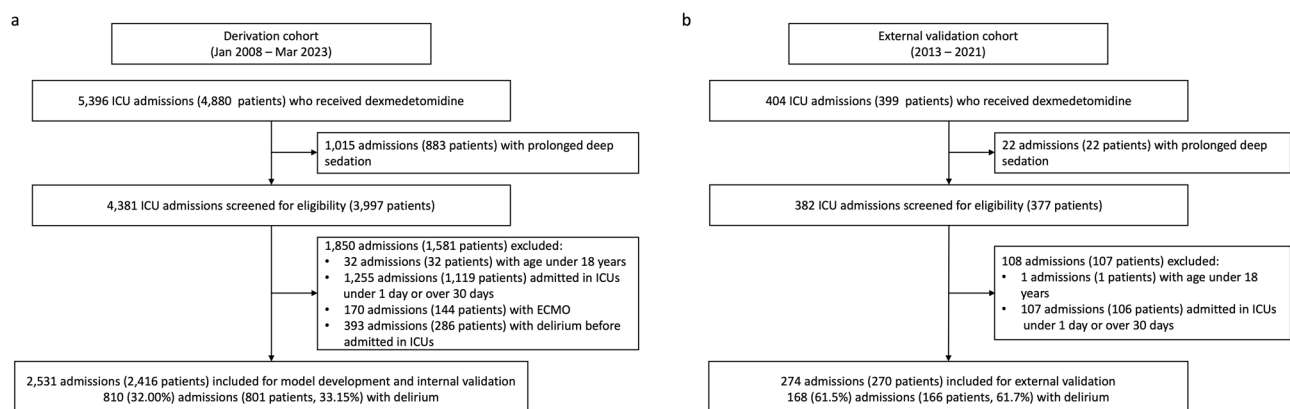 a
Derivation cohort
(Jan 2008 – Mar 2023)
5,396 ICU admissions (4,880 patients) who received dexmedetomidine
1,015 admissions (883 patients) with prolonged deep
sedation
4,381 ICU admissions screened for eligibility (3,997 patients)
1,850 admissions (1,581 patients) excluded:
• 32 admissions (32 patients) with age under 18 years
• 1,255 admissions (1,119 patients) admitted in ICUs
under 1 day or over 30 days
• 170 admissions (144 patients) with ECMO
• 393 admissions (286 patients) with delirium before
admitted in ICUs
2,531 admissions (2,416 patients) included for model development and internal validation
810 (32.00%) admissions (801 patients, 33.15%) with delirium
b
External validation cohort
(2013 – 2021)
404 ICU admissions (399 patients) who received dexmedetomidine
22 admissions (22 patients) with prolonged deep
sedation
382 ICU admissions screened for eligibility (377 patients)
108 admissions (107 patients) excluded:
• 1 admissions (1 patients) with age under 18
years
• 107 admissions (106 patients) admitted in ICUs
under 1 day or over 30 days
274 admissions (270 patients) included for external validation
168 (61.5%) admissions (166 patients, 61.7%) with delirium